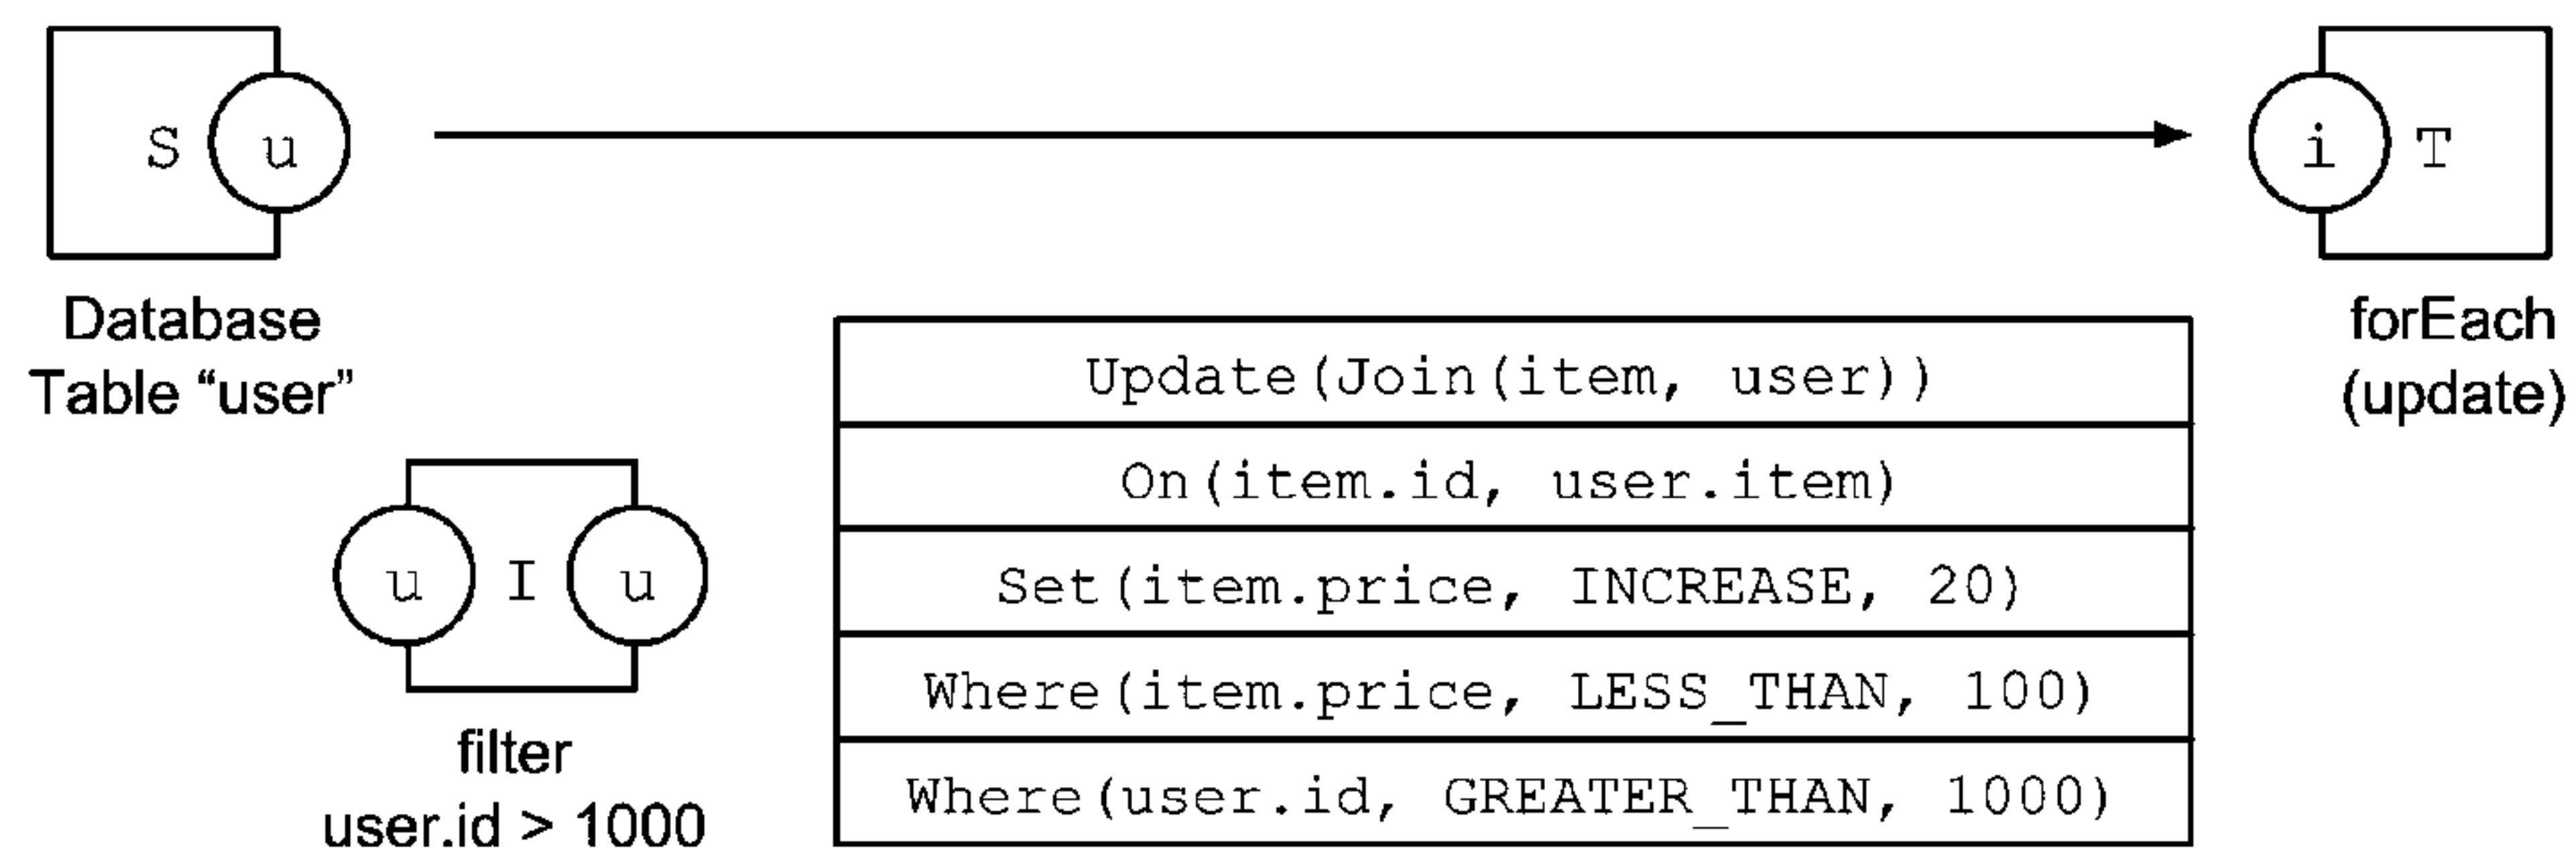 S u
i T
Database
Table “user”
forEach
(update)
Update(Join(item, user))
On(item.id, user.item)
Set(item.price, INCREASE, 20)
Where(item.price, LESS_THAN, 100)
Where(user.id, GREATER_THAN, 1000)
u I u
filter
user.id > 1000